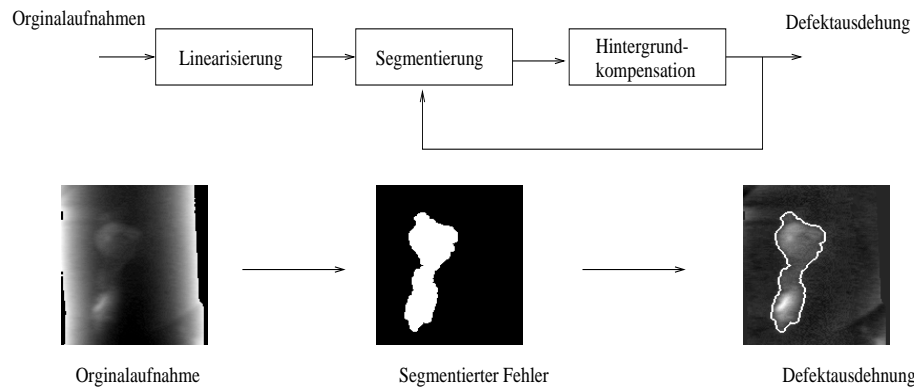 Orginalaufnahmen
Defektausdehung
Linearisierung
Segmentierung
Hintergrund-
kompensation
Orginalaufnahme
Segmentierter Fehler
Defektausdehnung